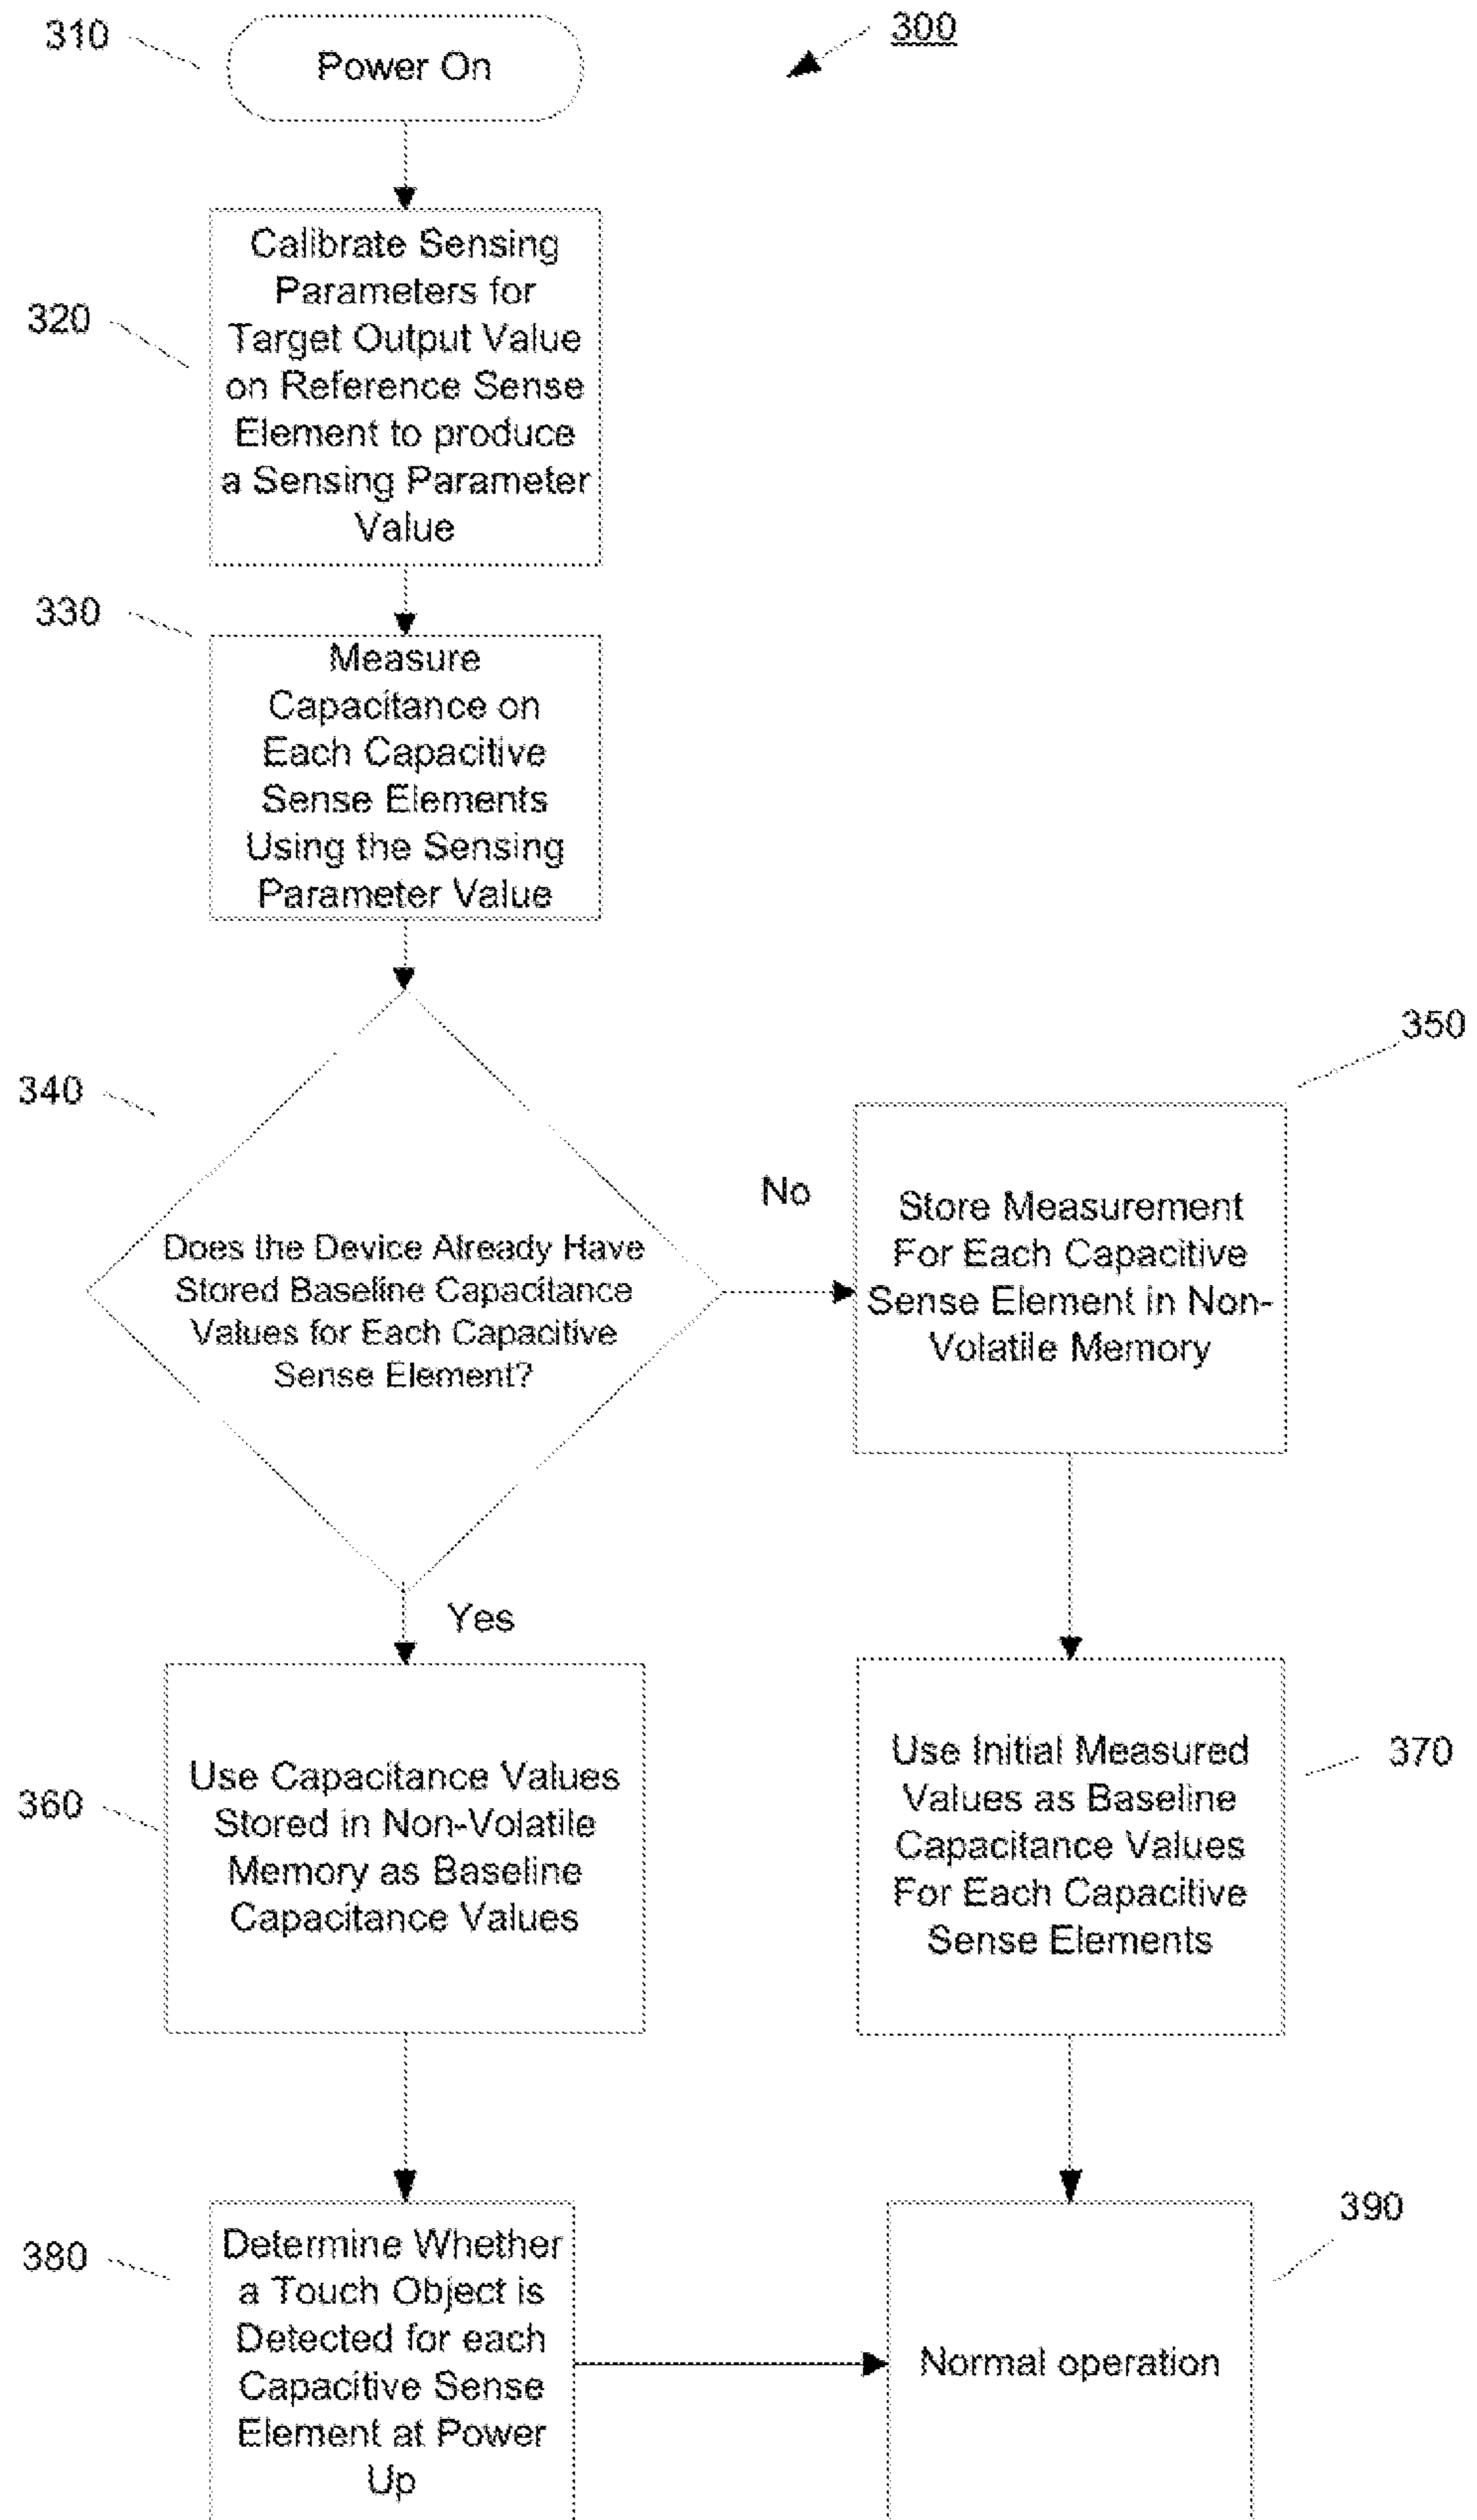 310
Power On
300
320
Calibrate Sensing
Parameters for
Target Output Value
on Reference Sense
Element to produce
a Sensing Parameter
Value
330
Measure
Capacitance on
Each Capacitive
Sense Elements
Using the Sensing
Parameter Value
340
Does the Device Already Have
Stored Baseline Capacitance
Values for Each Capacitive
Sense Element?
No
350
Store Measurement
For Each Capacitive
Sense Element in Non-
Volatile Memory
Yes
360
Use Capacitance Values
Stored in Non-Volatile
Memory as Baseline
Capacitance Values
370
Use Initial Measured
Values as Baseline
Capacitance Values
For Each Capacitive
Sense Elements
380
Determine Whether
a Touch Object is
Detected for each
Capacitive Sense
Element at Power
Up
390
Normal operation